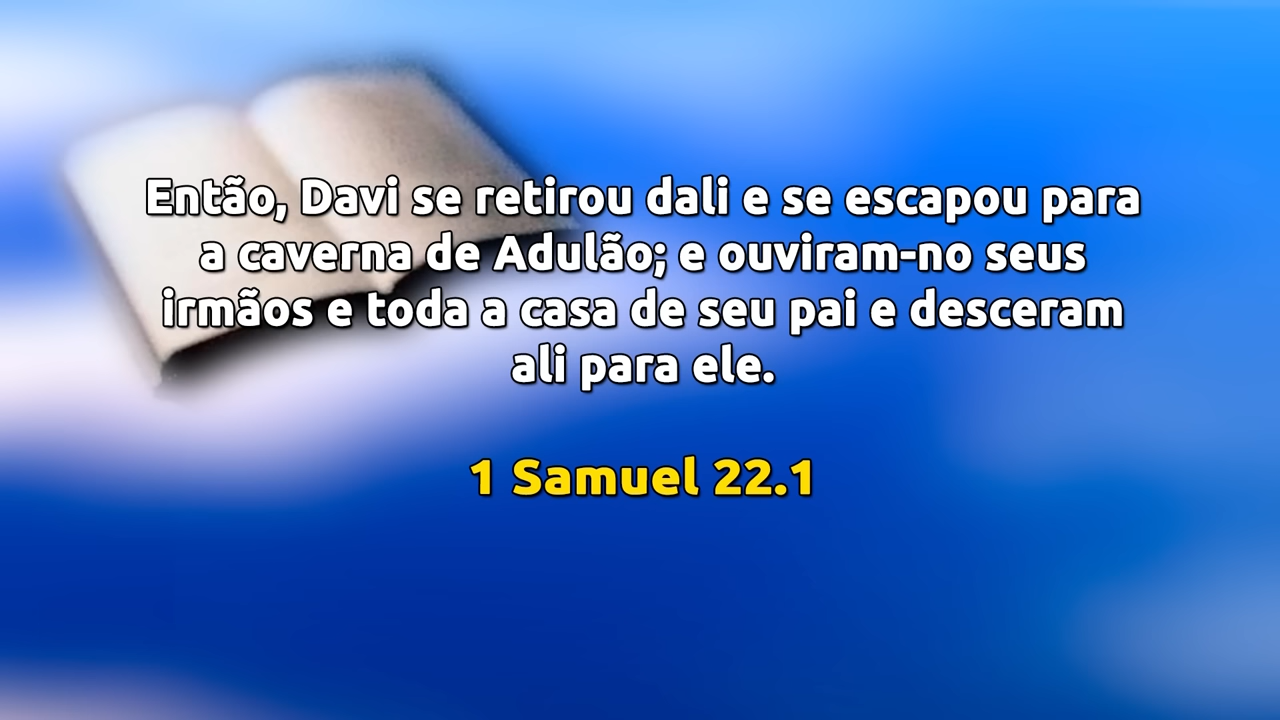 Então, Davi se retirou dali e se escapou para
a caverna de Adulão; e ouviram-no seus
irmãos e toda a casa de seu pai e desceram
ali para ele.
1 Samuel 22.1